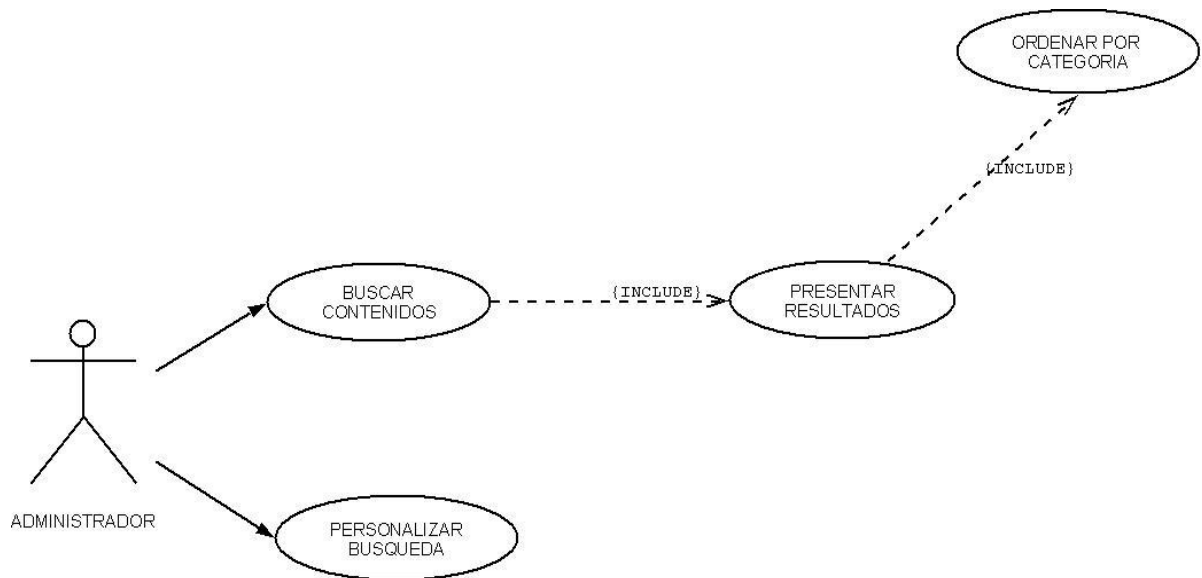 ORDENAR POR
CATEGORIA
{INCLUDE}
BUSCAR
CONTENIDOS
{INCLUDE}
PRESENTAR
RESULTADOS
ADMINISTRADOR
PERSONALIZAR
BUSQUEDA